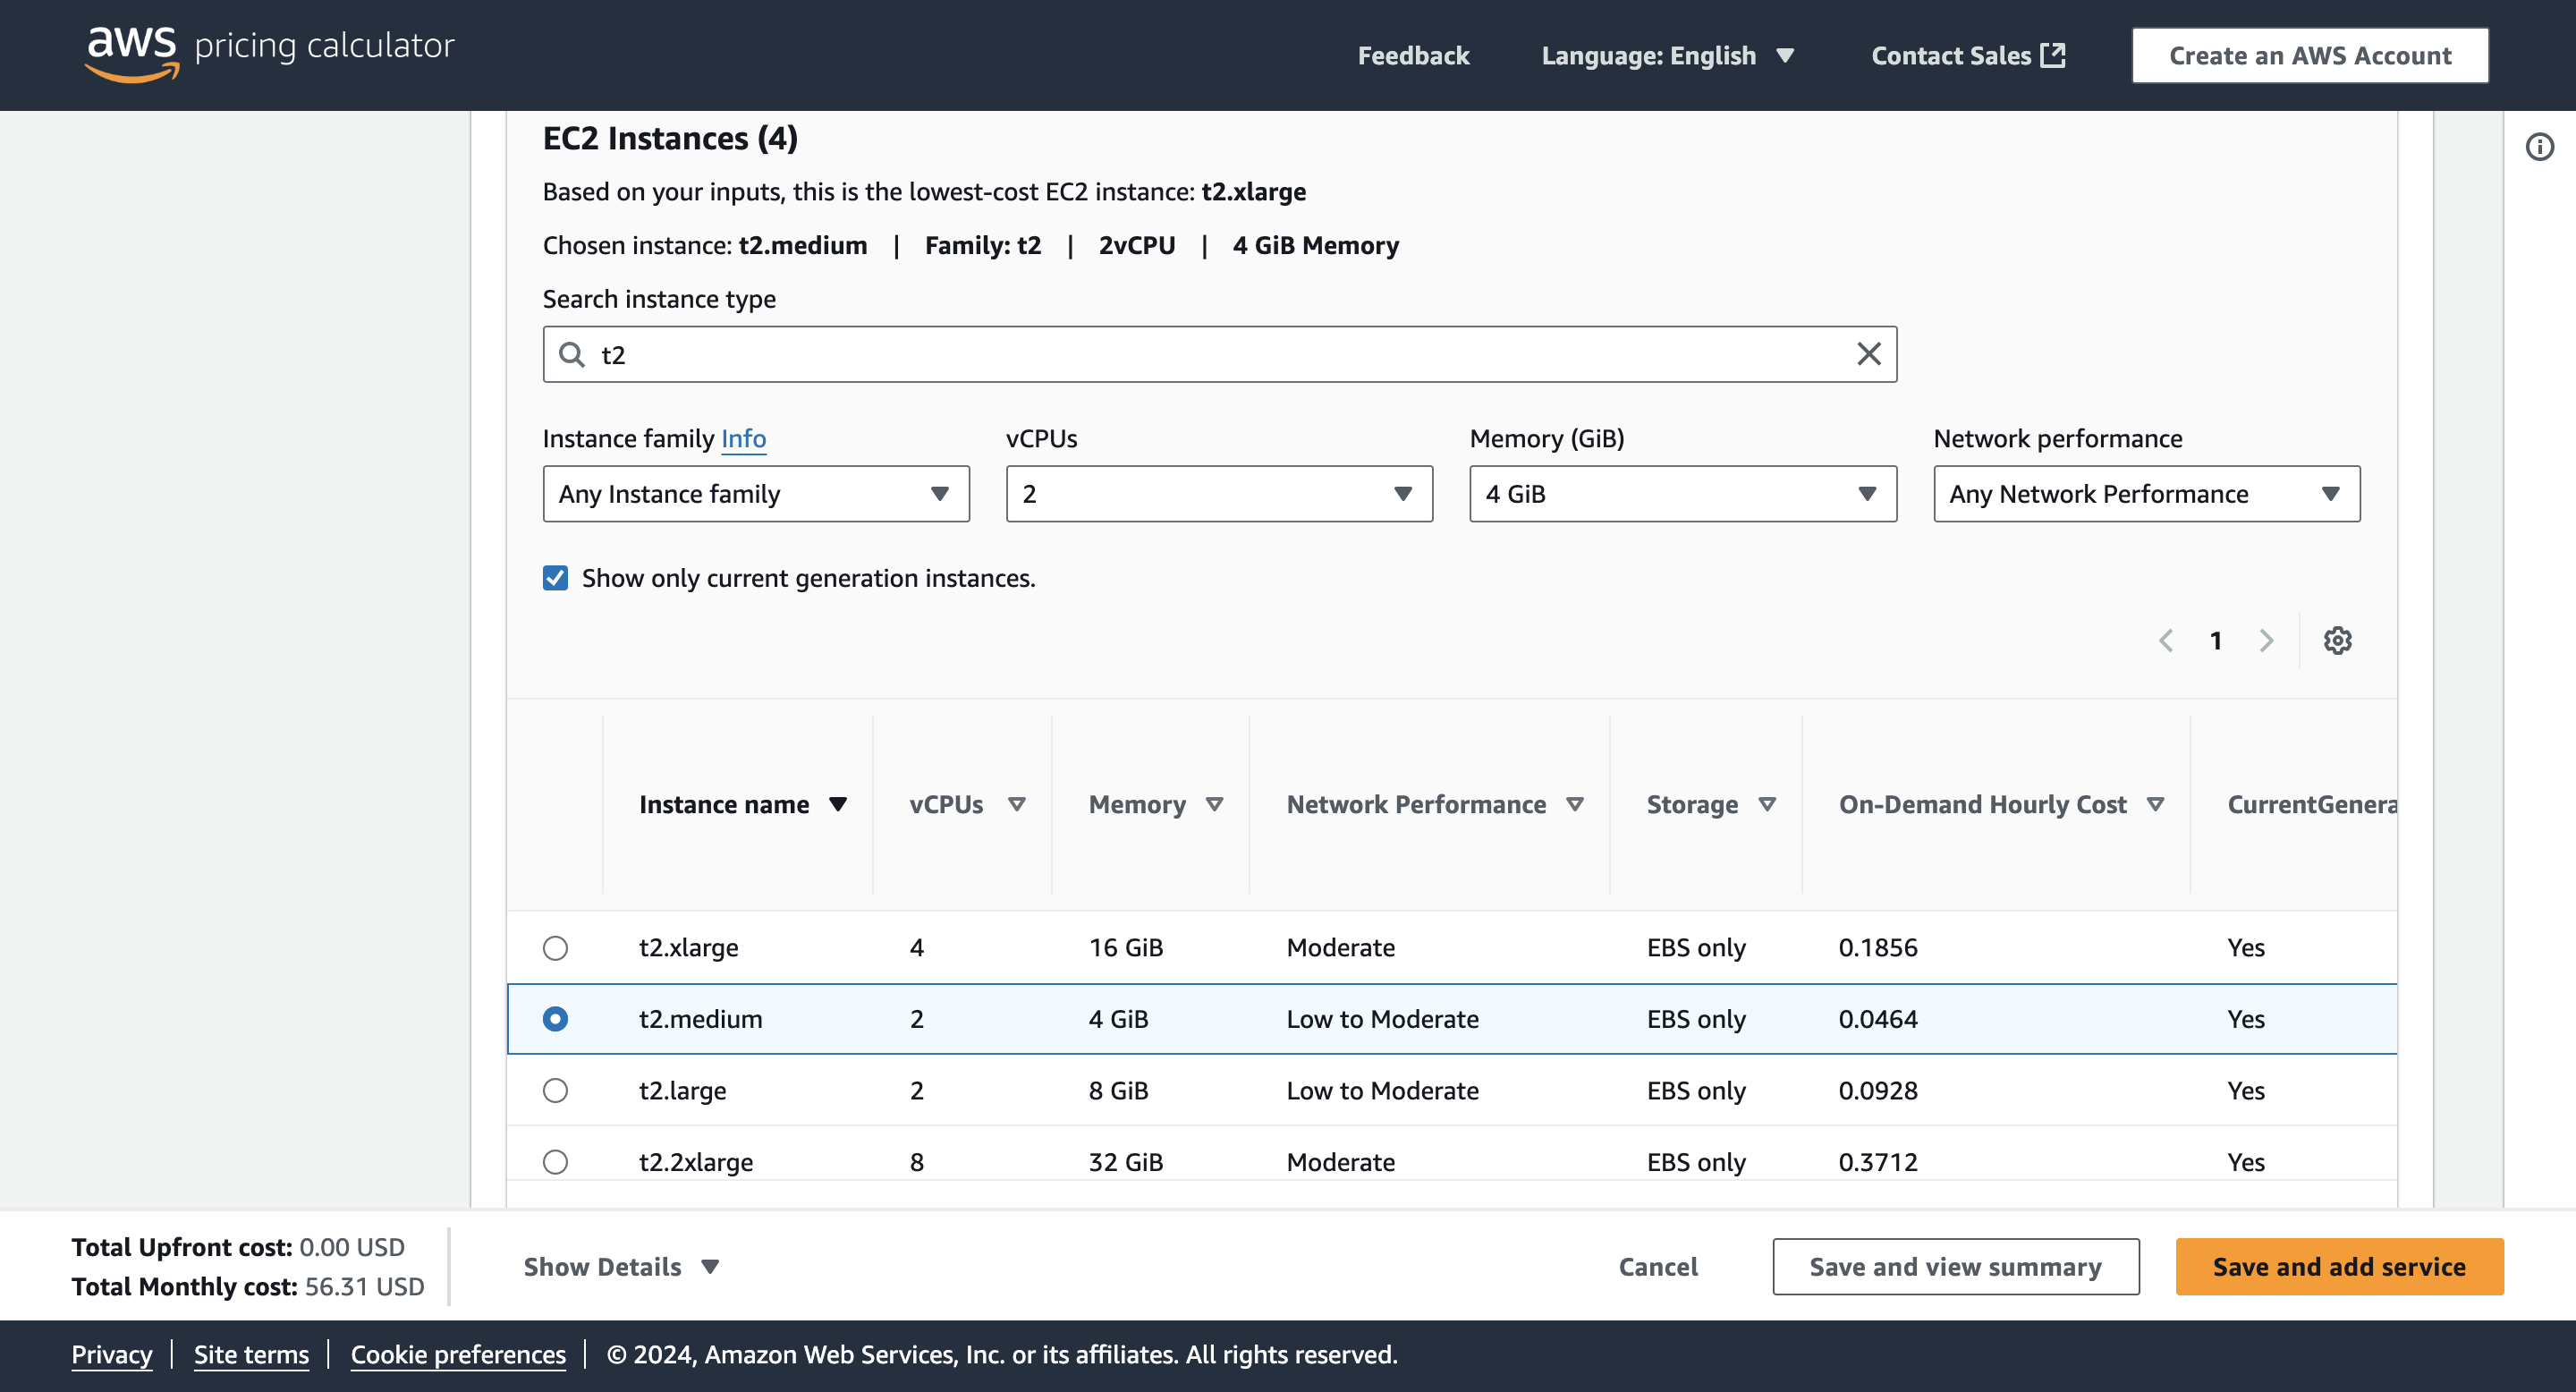 aws pricing calculator
Feedback
Language: English
Contact Sales
Create an AWS Account
EC2 Instances (4)
Based on your inputs, this is the lowest-cost EC2 instance: t2.xlarge
Chosen instance: t2.medium | Family: t2 | 2vCPU | 4 GiB Memory
Search instance type
t2
Instance family Info
vCPUs
Memory (GiB)
Network performance
Any Instance family
2
4 GiB
Any Network Performance
Show only current generation instances.
1
Instance name vCPUs Memory Network Performance Storage On-Demand Hourly Cost CurrentGenera
t2.xlarge 4 16 GiB Moderate EBS only 0.1856 Yes
t2.medium 2 4 GiB Low to Moderate EBS only 0.0464 Yes
t2.large 2 8 GiB Low to Moderate EBS only 0.0928 Yes
t2.2xlarge 8 32 GiB Moderate EBS only 0.3712 Yes
Total Upfront cost: 0.00 USD
Total Monthly cost: 56.31 USD
Show Details
Cancel
Save and view summary
Save and add service
Privacy | Site terms | Cookie preferences | © 2024, Amazon Web Services, Inc. or its affiliates. All rights reserved.